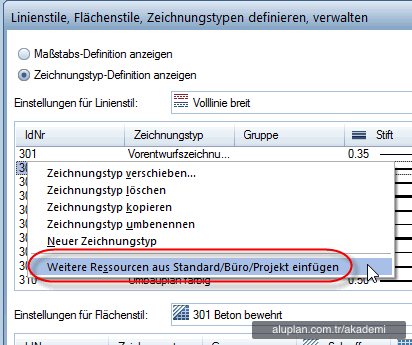 Linienstile, Flächenstile, Zeichnungstypen definieren, verwalten
Maßstabs-Definition anzeigen
Zeichnungstyp-Definition anzeigen
Einstellungen für Linienstil: Volllinie breit
IdNr Zeichnungstyp Gruppe Stift
301 Vorentwurfszeichnu... 0.35
Zeichnungstyp verschieben...
Zeichnungstyp löschen
Zeichnungstyp kopieren
Zeichnungstyp umbenennen
Neuer Zeichnungstyp
Weitere Ressourcen aus Standard/Büro/Projekt einfügen
310 Umbauplan farbig 0.50
Einstellungen für Flächenstil: 301 Beton bewehrt
aluplan.com.tr/akademi